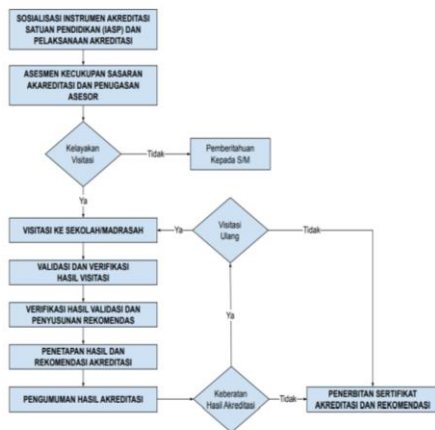 SOSIALISASI INSTRUMEN AKREDITASI
SATUAN PENDIDIKAN (IASP) DAN
PELAKSANAAN AKREDITASI
ASESMEN KECUKUPAN SASARAN
AKAREDITASI DAN PENUGASAN
ASESOR
Kelayakan
Visitasi
Tidak
Pemberitahuan
Kepada S/M
Ya
VISITASI KE SEKOLAH/MADRASAH
Ya
Visitasi
Ulang
Tidak
VALIDASI DAN VERIFIKASI
HASIL VISITASI
VERIFIKASI HASIL VALIDASI DAN
PENYUSUNAN REKOMENDAS
Ya
PENETAPAN HASIL DAN
REKOMENDASI AKREDITASI
PENGUMUMAN HASIL AKREDITASI
Keberatan
Hasil Akreditasi
Tidak
PENERBITAN SERTIFIKAT
AKREDITASI DAN REKOMENDASI